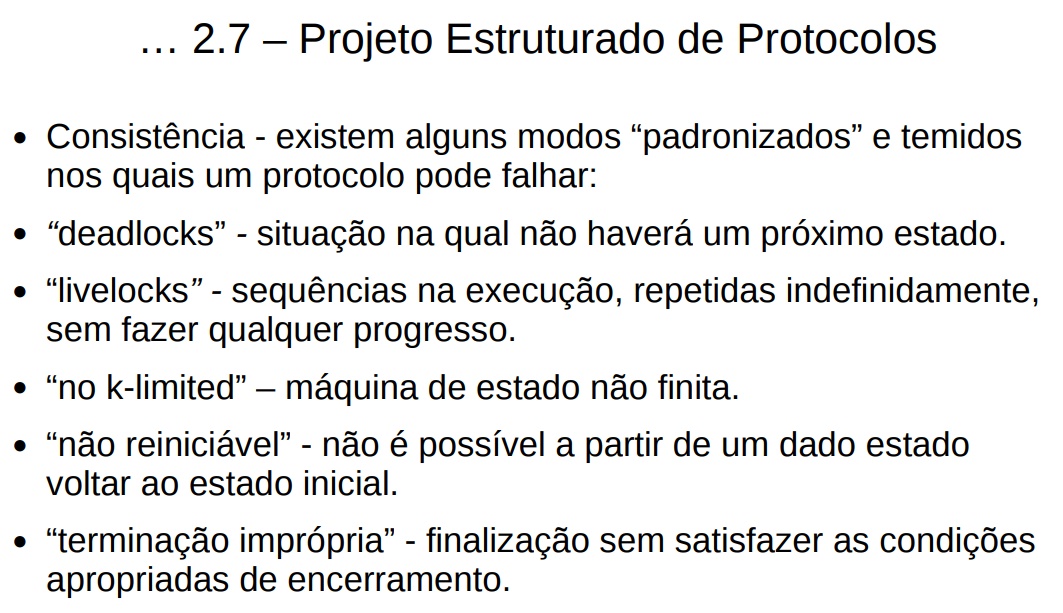 … 2.7 – Projeto Estruturado de Protocolos
• Consistência - existem alguns modos “padronizados” e temidos
nos quais um protocolo pode falhar:
• “deadlocks” - situação na qual não haverá um próximo estado.
• “livelocks” - sequências na execução, repetidas indefinidamente,
sem fazer qualquer progresso.
• “no k-limited” – máquina de estado não finita.
• “não reiniciável” - não é possível a partir de um dado estado
voltar ao estado inicial.
• “terminação imprópria” - finalização sem satisfazer as condições
apropriadas de encerramento.